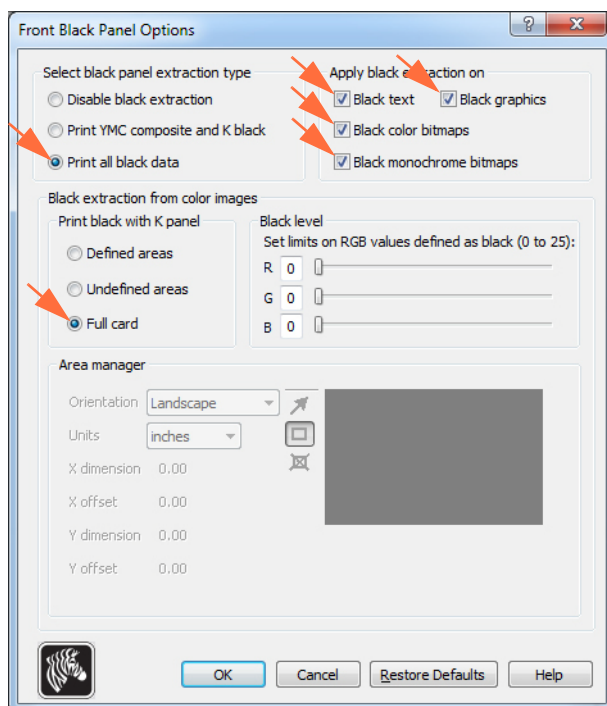 Front Black Panel Options
Select black panel extraction type
Disable black extraction
Print YMC composite and K black
Print all black data
Apply black extraction on
Black text
Black graphics
Black color bitmaps
Black monochrome bitmaps
Black extraction from color images
Print black with K panel
Defined areas
Undefined areas
Full card
Black level
Set limits on RGB values defined as black (0 to 25):
R 0
G 0
B 0
Area manager
Orientation Landscape
Units inches
X dimension 0.00
X offset 0.00
Y dimension 0.00
Y offset 0.00
OK Cancel Restore Defaults Help